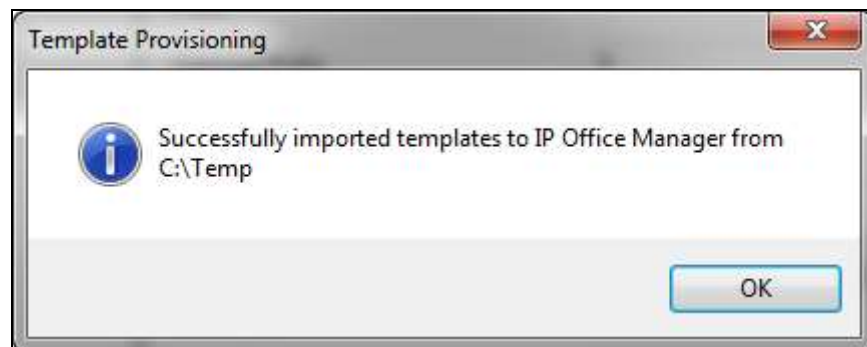 Template Provisioning
Successfully imported templates to IP Office Manager from
C:\Temp
OK